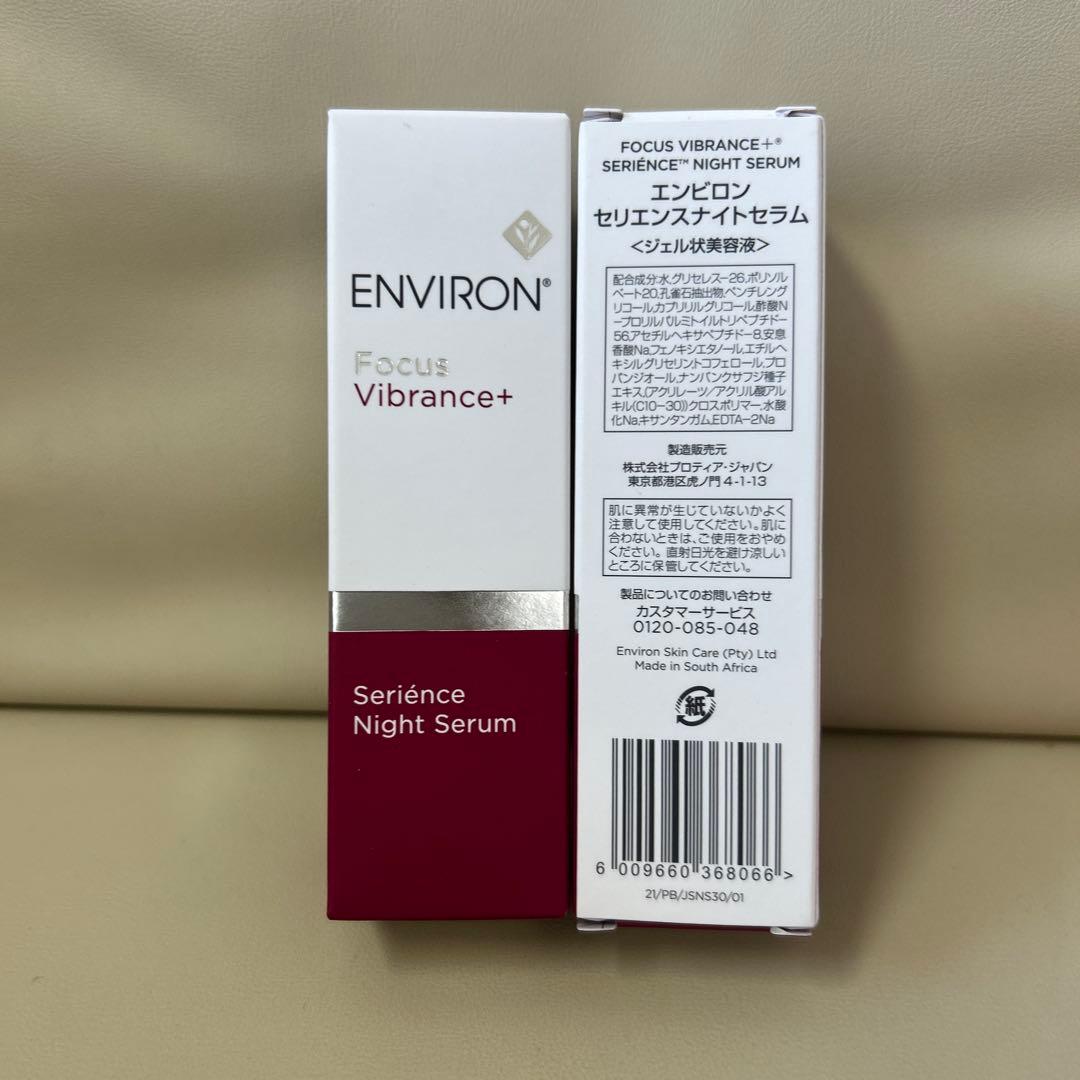 ENVIRON®
Focus
Vibrance+
Seriénce
Night Serum
FOCUS VIBRANCE+®
SERIÉNCE™ NIGHT SERUM
エンビロン
セリエンスナイトセラム
<ジェル状美容液>
配合成分:水,グリセレス-26,ポリソル
ベート20,孔雀石抽出物,ペンチレング
リコール,カプリリルグリコール,酢酸N
-プロリルパルミトイルトリペプチド-
56,アセチルヘキサペプチド-8,安息
香酸Na,フェノキシエタノール,エチルヘ
キシルグリセリン,トコフェロール,プロ
パンジオール,ナンバンクサフジ種子
エキス,(アクリレーツ/アクリル酸アル
キル(C10-30))クロスポリマー,水酸
化Na,キサンタンガム,EDTA-2Na
製造販売元
株式会社プロティア・ジャパン
東京都港区虎ノ門4-1-13
肌に異常が生じていないかよく
注意して使用してください。肌に
合わないときは、ご使用をおやめ
ください。直射日光を避け涼しい
ところに保管してください。
製品についてのお問い合わせ
カスタマーサービス
0120-085-048
Environ Skin Care (Pty) Ltd
Made in South Africa
紙
6 009660 368066 >
21/PB/JSNS30/01